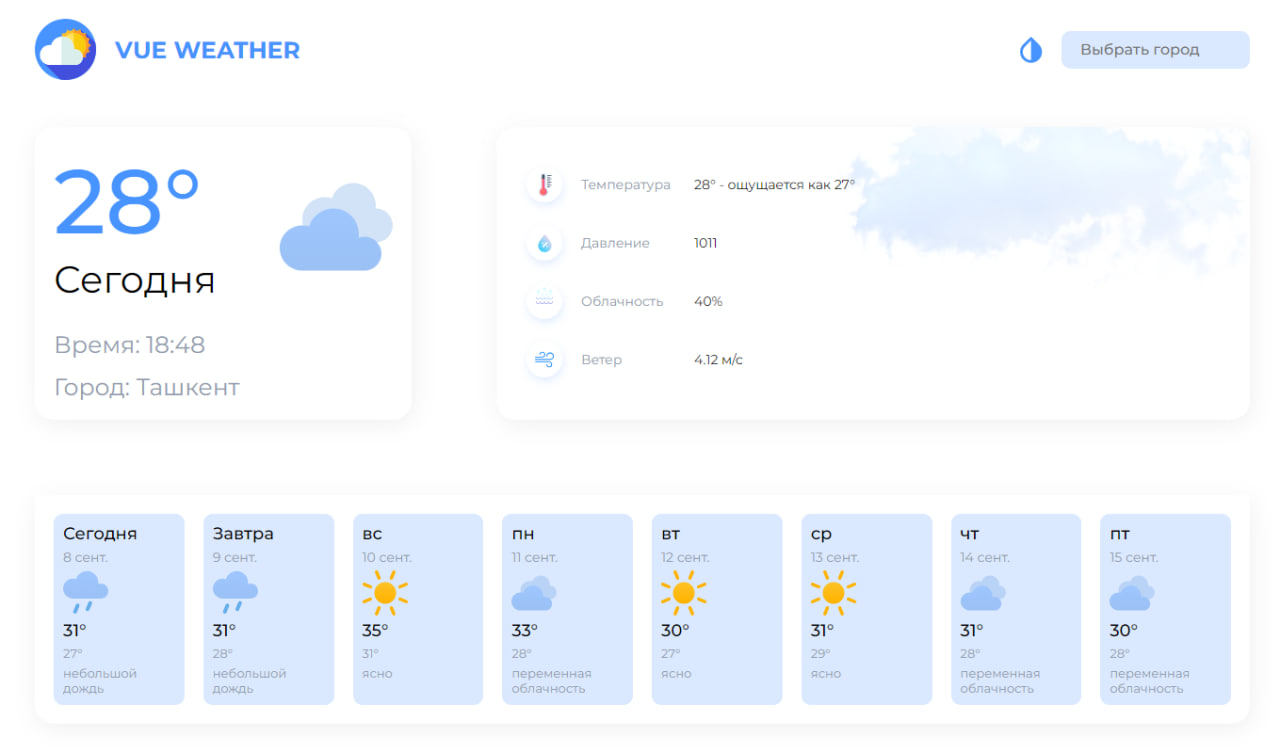 VUE WEATHER
Выбрать город
28°
Сегодня
Время: 18:48
Город: Ташкент
Температура 28° - ощущается как 27°
Давление 1011
Облачность 40%
Ветер 4.12 м/с
Сегодня
8 сент.
31°
27°
небольшой
дождь
Завтра
9 сент.
31°
28°
небольшой
дождь
вс
10 сент.
35°
31°
ясно
пн
11 сент.
33°
28°
переменная
облачность
вт
12 сент.
30°
27°
ясно
ср
13 сент.
31°
29°
ясно
чт
14 сент.
31°
28°
переменная
облачность
пт
15 сент.
30°
28°
переменная
облачность